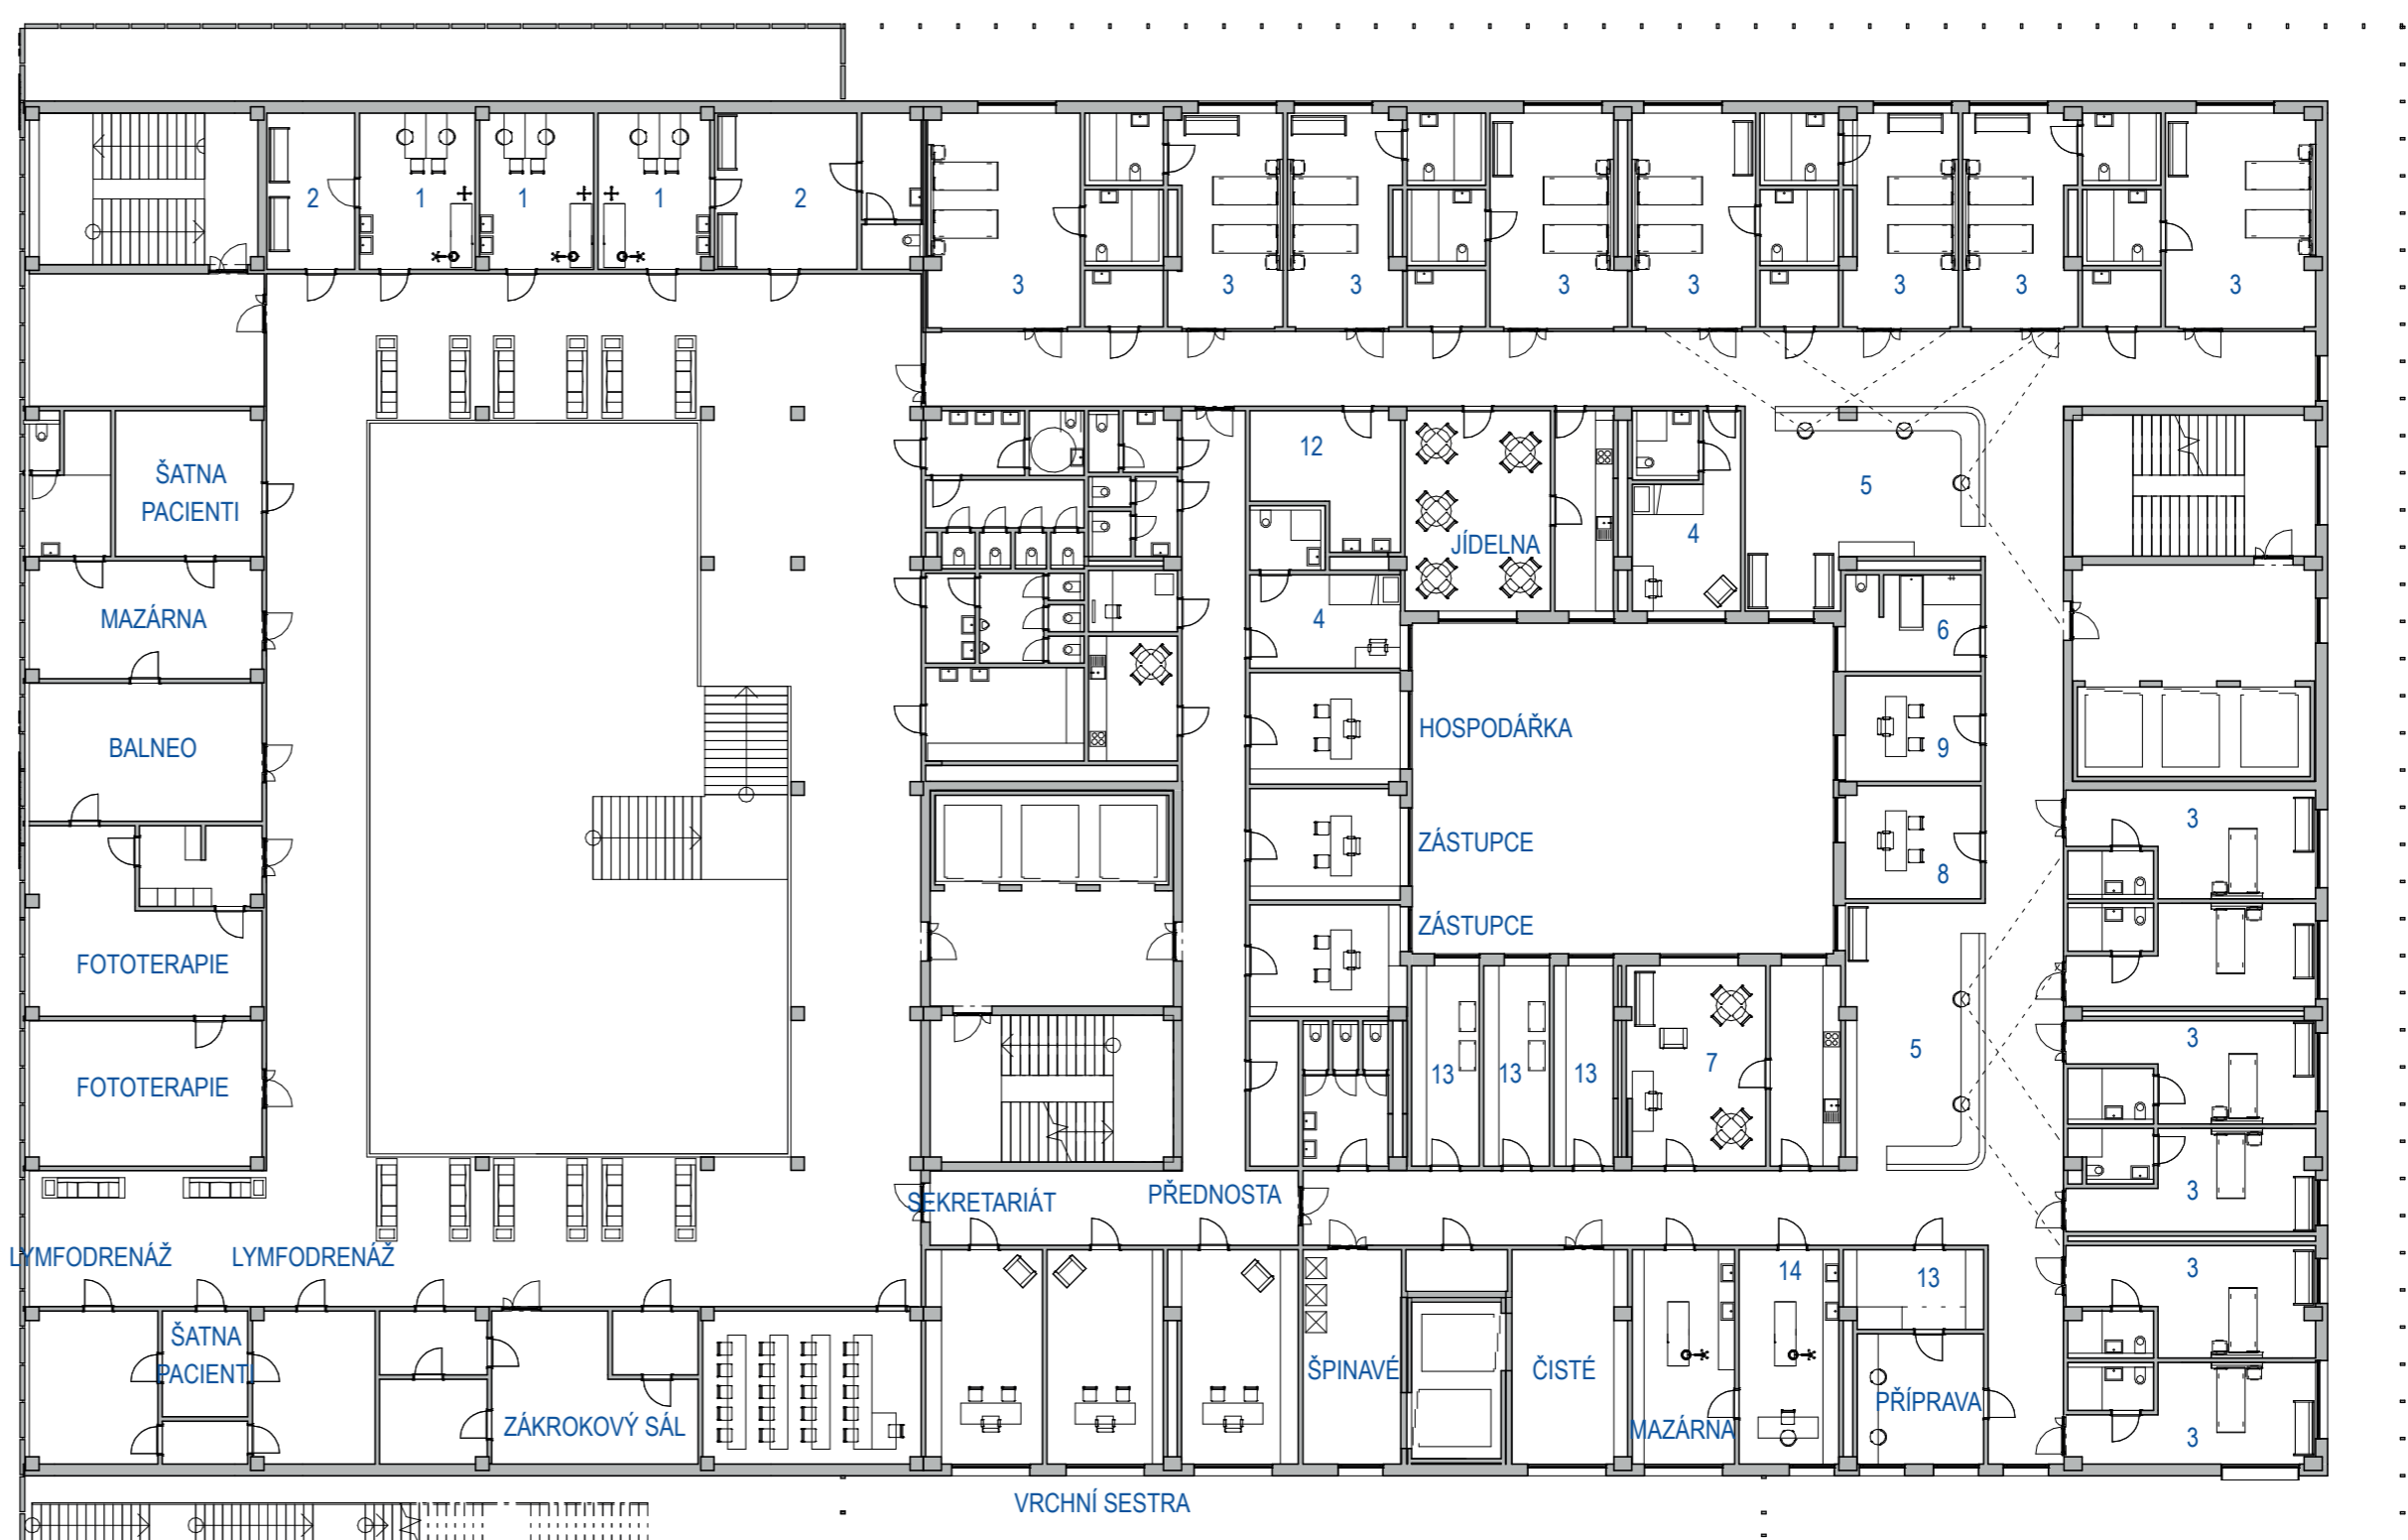 2 1 1 1 2
3 3 3 3 3 3 3 3
12
ŠATNA
PACIENTI
5
JÍDELNA
4
MAZÁRNA
4
6
HOSPODÁŘKA
BALNEO
9
3
ZÁSTUPCE
8
ZÁSTUPCE
FOTOTERAPIE
3
5
13 13 13
7
FOTOTERAPIE
3
PŘEDNOSTA
SEKRETARIÁT
LYMFODRENÁŽ LYMFODRENÁŽ
14
13
3
ŠATNA
PACIENTI
ŠPINAVÉ
ČISTÉ
PŘÍPRAVA
ZÁKROKOVÝ SÁL
MAZÁRNA
3
VRCHNÍ SESTRA